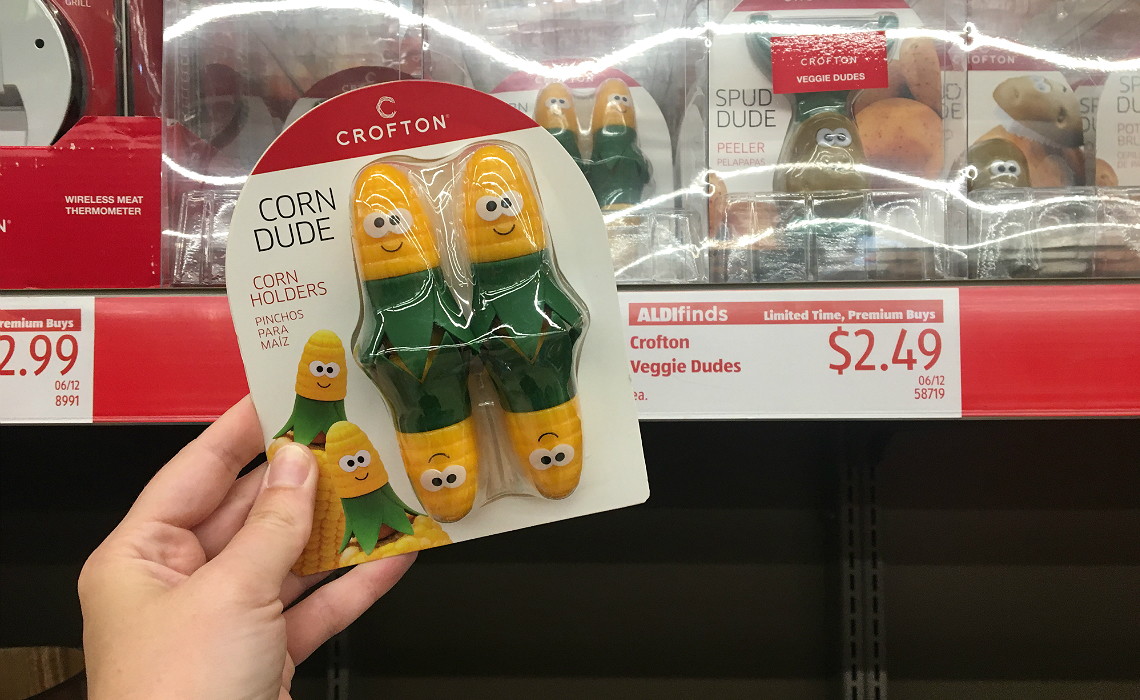 GRILL
WIRELESS MEAT
THERMOMETER
CROFTON
CORN
DUDE
CORN
HOLDERS
PINCHOS
PARA
MAÍZ
CROFTON
VEGGIE DUDES
SPUD
DUDE
PEELER
PELAPAPAS
Premium Buys
2.99
06/12
8991
ALDIfinds
Limited Time, Premium Buys
Crofton
Veggie Dudes
$2.49
ea.
06/12
58719